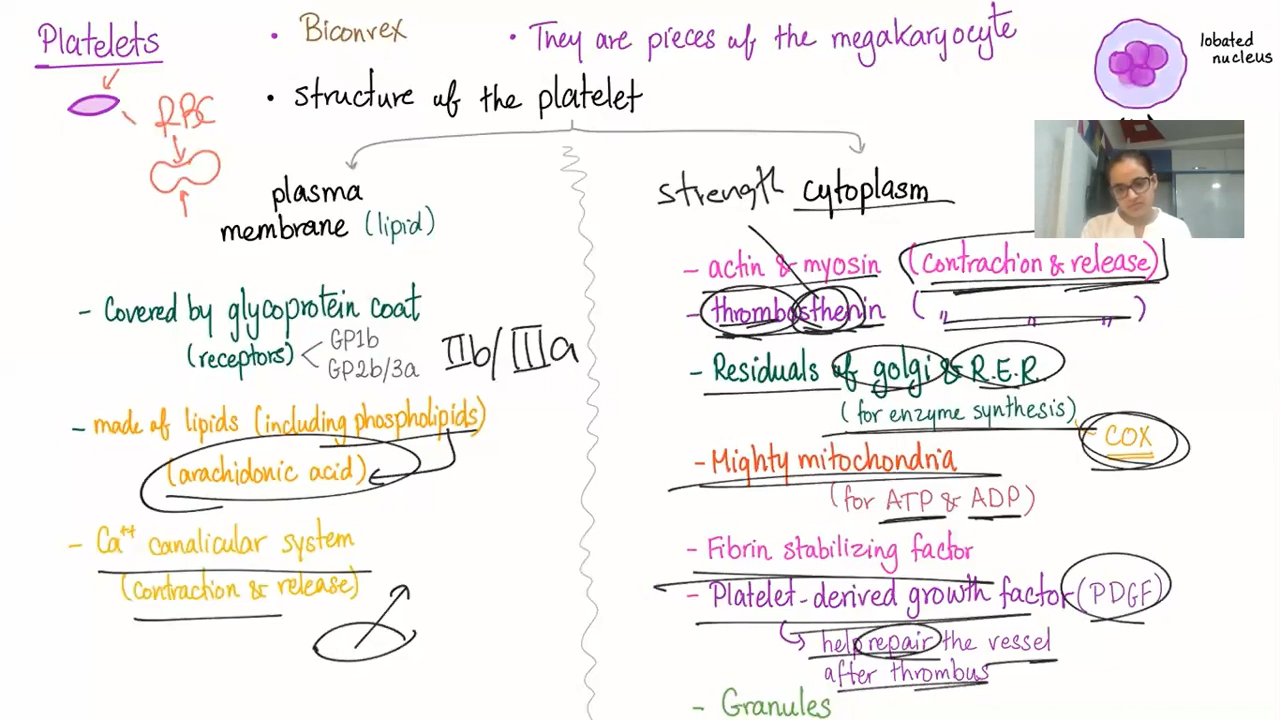 Platelets
• Biconvex
• They are pieces of the megakaryocyte
lobated
nucleus
RBC
• structure of the platelet
plasma
membrane (lipid)
- Covered by glycoprotein coat
(receptors) < GP1b
GP2b/3a
IIb/IIIa
- made of lipids (including phospholipids)
(arachidonic acid)
- Ca++ canalicular system
(contraction & release)
strength cytoplasm
- actin & myosin (contraction & release)
- thrombosthenin ( " " " )
- Residuals of golgi & R.E.R.
(for enzyme synthesis)
COX
- Mighty mitochondria
(for ATP & ADP)
- Fibrin stabilizing factor
- Platelet-derived growth factor (PDGF)
help repair the vessel
after thrombus
- Granules